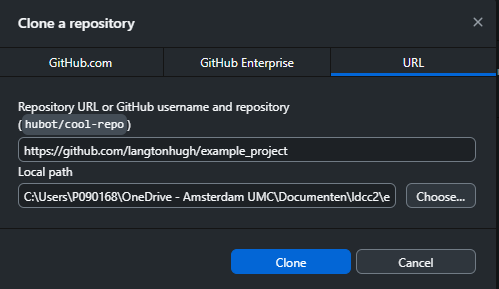 Clone a repository
GitHub.com
GitHub Enterprise
URL
Repository URL or GitHub username and repository
(hubot/cool-repo)
https://github.com/langtonhugh/example_project
Local path
C:\Users\P090168\OneDrive - Amsterdam UMC\Documenten\ldcc2\e
Choose...
Clone
Cancel